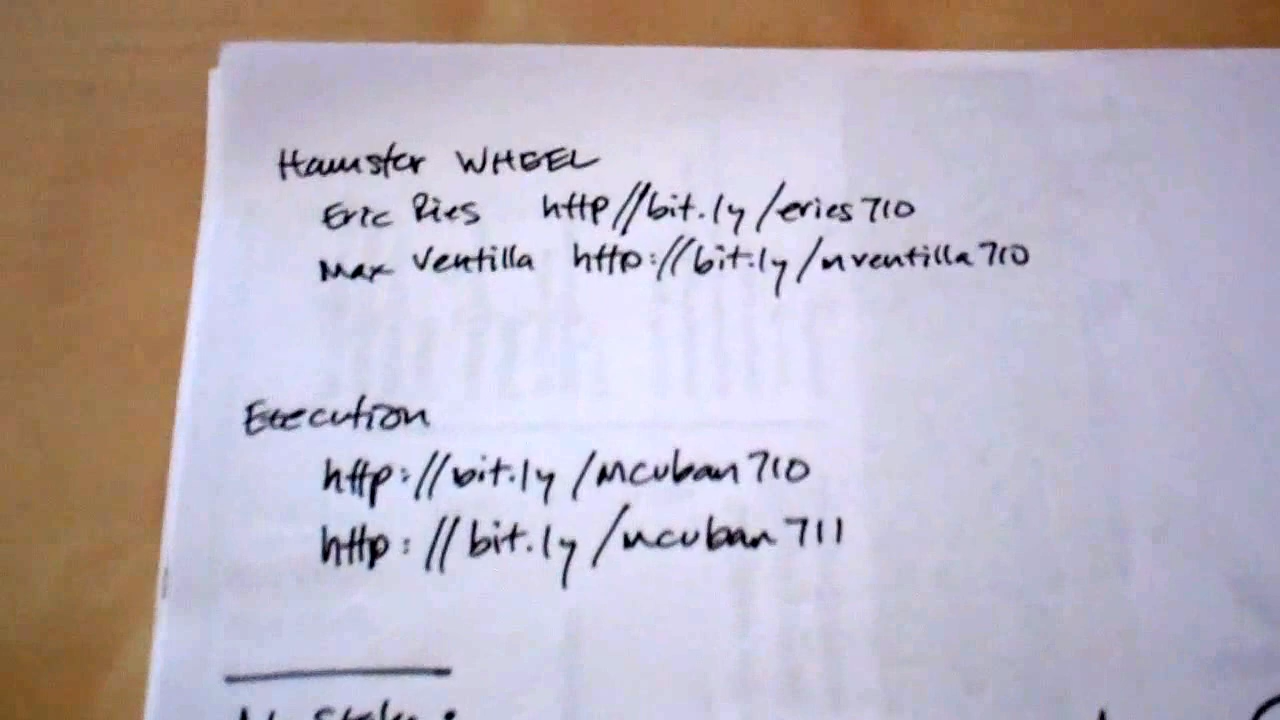 Hamster WHEEL
Eric Ries http//bit.ly/eries710
Max Ventilla http://bit.ly/mventilla710
Execution
http://bit.ly/mcuban710
http://bit.ly/mcuban711